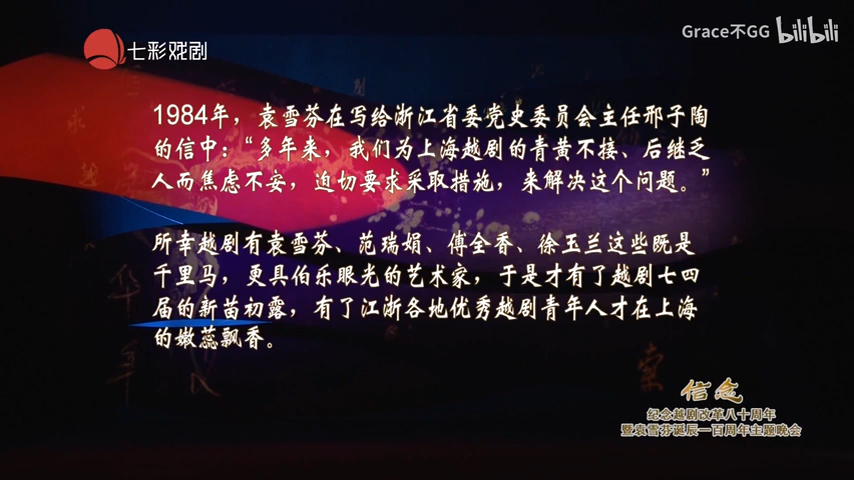 七彩戏剧
Grace不GG bilibili
1984年，袁雪芬在写给浙江省委党史委员会主任邢子陶
的信中：“多年来，我们为上海越剧的青黄不接、后继乏
人而焦虑不安，迫切要求采取措施，来解决这个问题。”
所幸越剧有袁雪芬、范瑞娟、傅全香、徐玉兰这些既是
千里马，更具伯乐眼光的艺术家，于是才有了越剧七四
届的新苗初露，有了江浙各地优秀越剧青年人才在上海
的嫩蕊飘香。
信念
纪念越剧改革八十周年
暨袁雪芬诞辰一百周年主题晚会